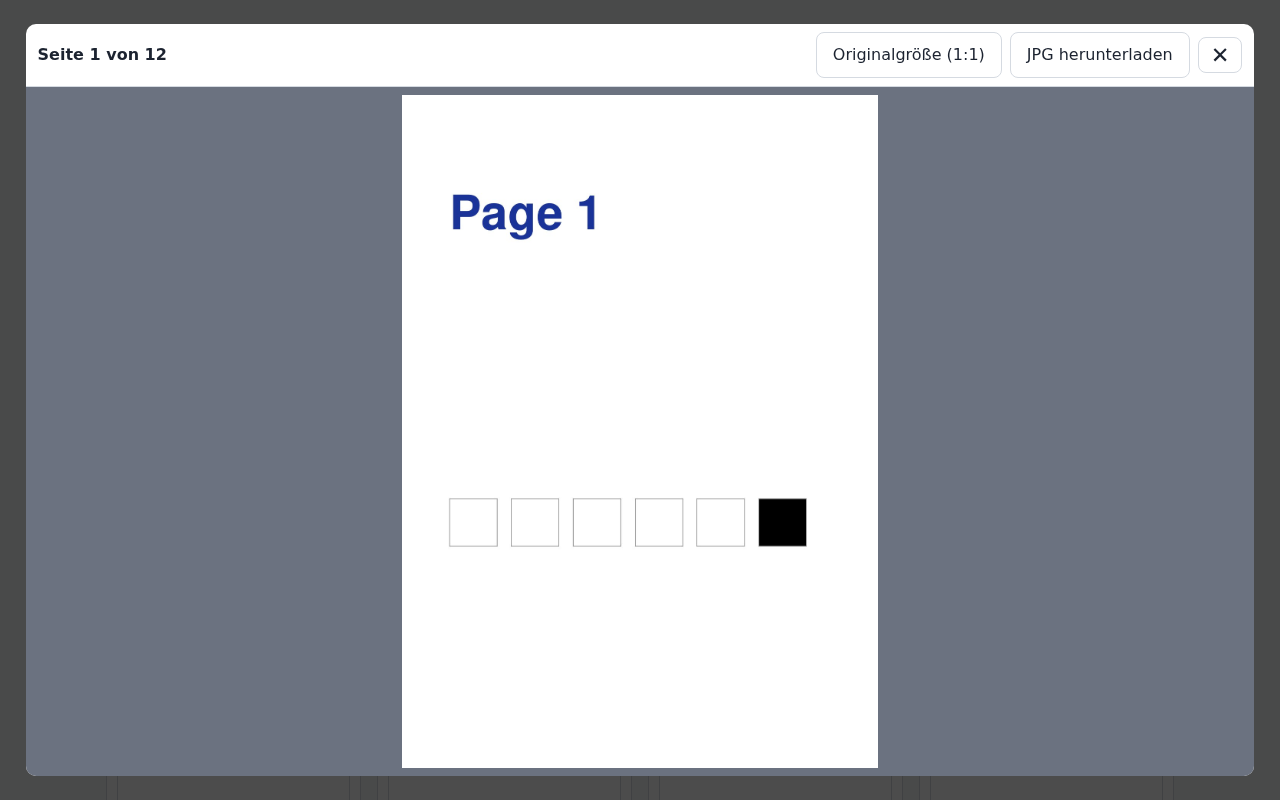 Seite 1 von 12
Originalgröße (1:1)
JPG herunterladen
✕
Page 1